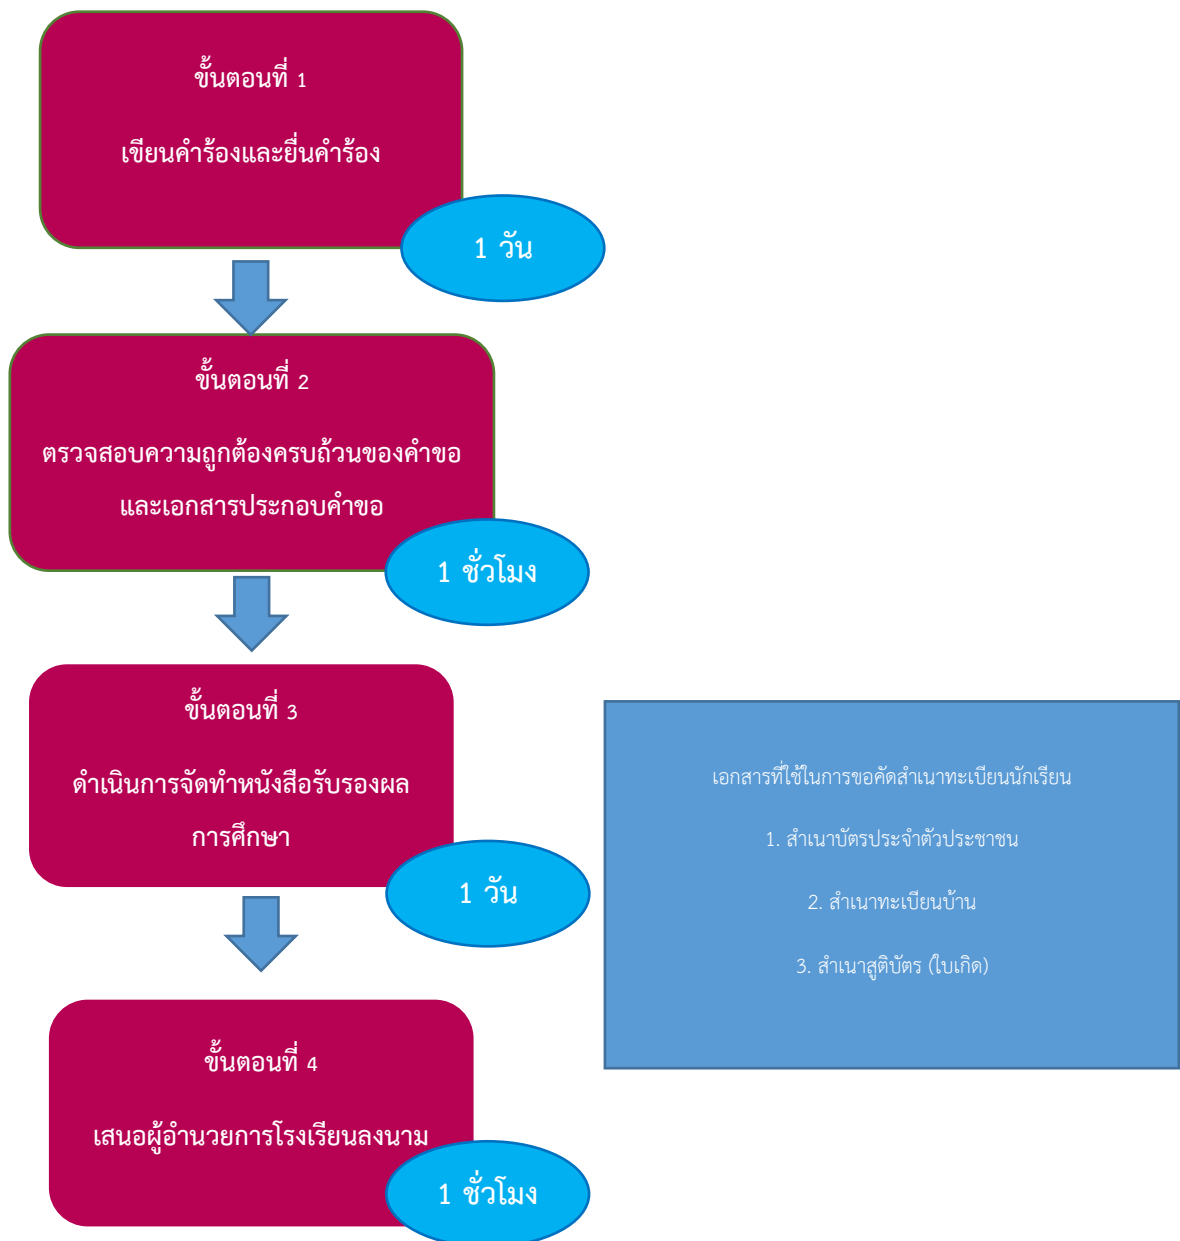 ขั้นตอนที่ 1
เขียนคำร้องและยื่นคำร้อง
1 วัน
ขั้นตอนที่ 2
ตรวจสอบความถูกต้องครบถ้วนของคำขอ
และเอกสารประกอบคำขอ
1 ชั่วโมง
ขั้นตอนที่ 3
ดำเนินการจัดทำหนังสือรับรองผล
การศึกษา
1 วัน
เอกสารที่ใช้ในการขอคัดสำเนาทะเบียนนักเรียน
1. สำเนาบัตรประจำตัวประชาชน
2. สำเนาทะเบียนบ้าน
3. สำเนาสูติบัตร (ใบเกิด)
ขั้นตอนที่ 4
เสนอผู้อำนวยการโรงเรียนลงนาม
1 ชั่วโมง